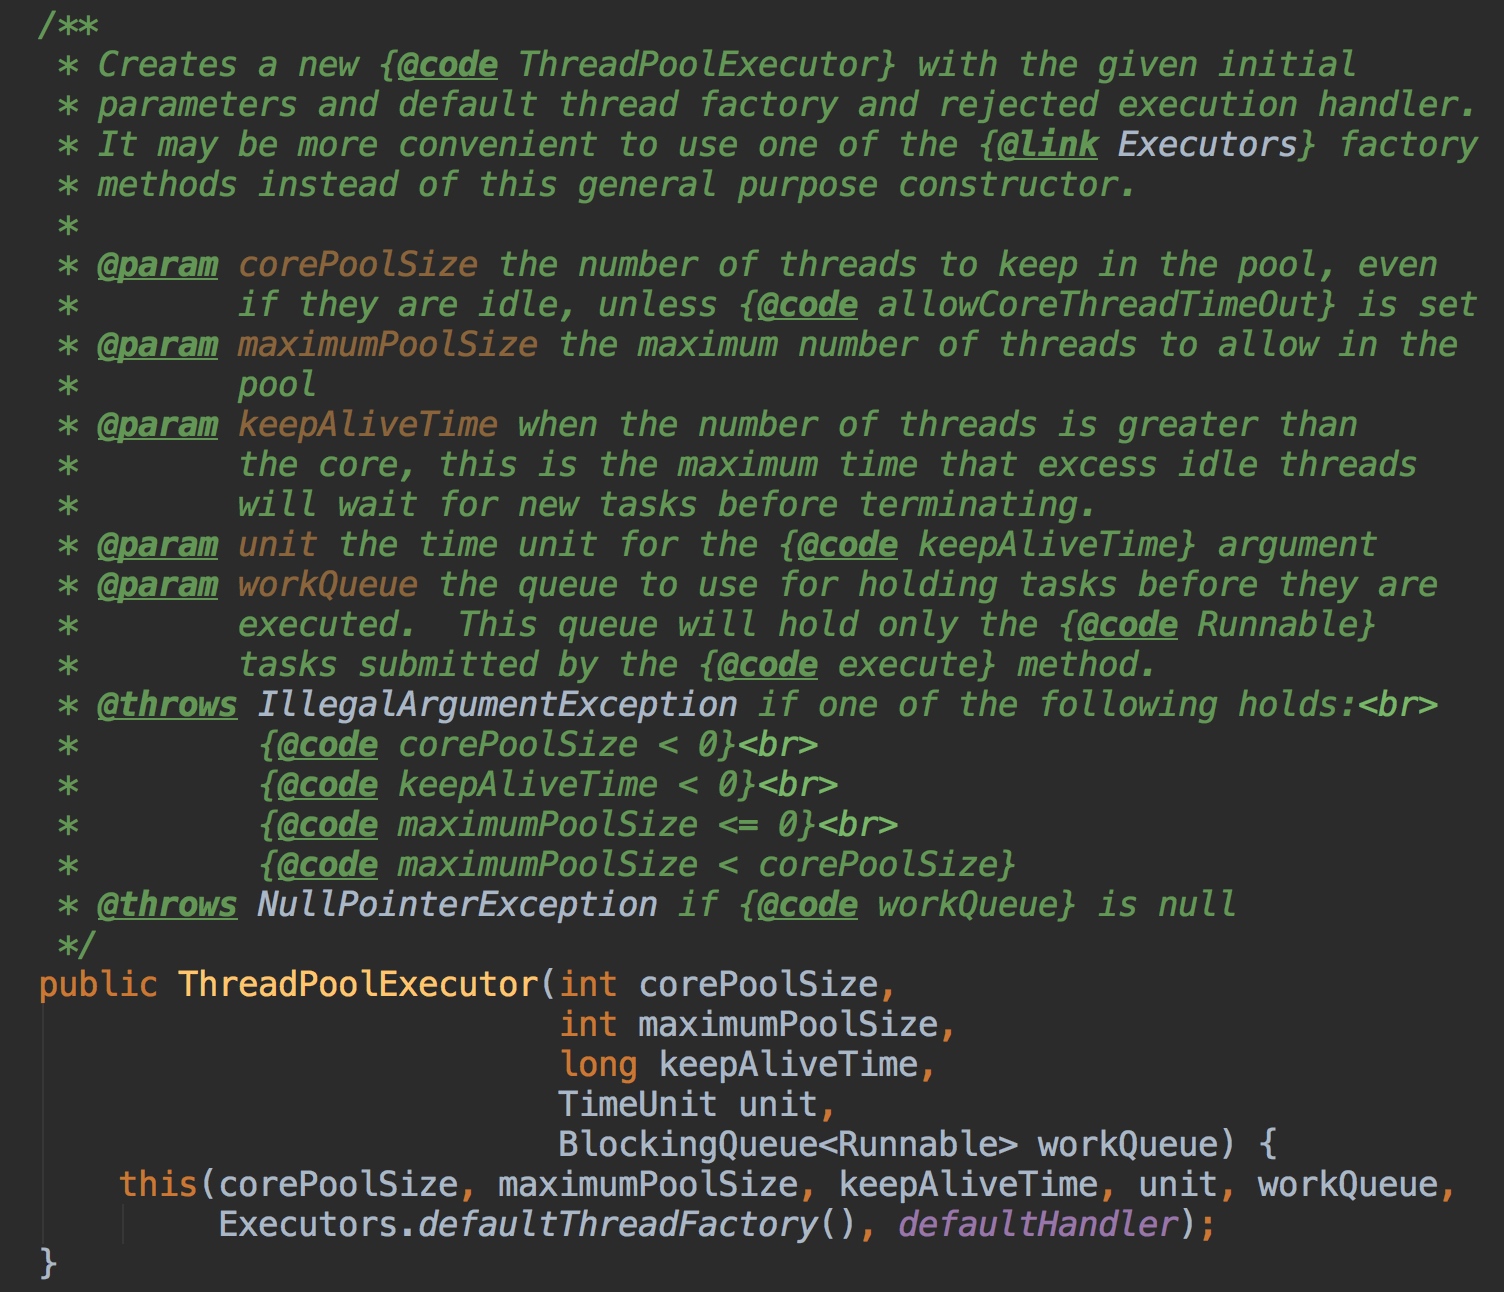 /**
 * Creates a new {@code ThreadPoolExecutor} with the given initial
 * parameters and default thread factory and rejected execution handler.
 * It may be more convenient to use one of the {@link Executors} factory
 * methods instead of this general purpose constructor.
 *
 * @param corePoolSize the number of threads to keep in the pool, even
 *        if they are idle, unless {@code allowCoreThreadTimeOut} is set
 * @param maximumPoolSize the maximum number of threads to allow in the
 *        pool
 * @param keepAliveTime when the number of threads is greater than
 *        the core, this is the maximum time that excess idle threads
 *        will wait for new tasks before terminating.
 * @param unit the time unit for the {@code keepAliveTime} argument
 * @param workQueue the queue to use for holding tasks before they are
 *        executed.  This queue will hold only the {@code Runnable}
 *        tasks submitted by the {@code execute} method.
 * @throws IllegalArgumentException if one of the following holds:<br>
 *         {@code corePoolSize < 0}<br>
 *         {@code keepAliveTime < 0}<br>
 *         {@code maximumPoolSize <= 0}<br>
 *         {@code maximumPoolSize < corePoolSize}
 * @throws NullPointerException if {@code workQueue} is null
 */
public ThreadPoolExecutor(int corePoolSize,
                          int maximumPoolSize,
                          long keepAliveTime,
                          TimeUnit unit,
                          BlockingQueue<Runnable> workQueue) {
    this(corePoolSize, maximumPoolSize, keepAliveTime, unit, workQueue,
         Executors.defaultThreadFactory(), defaultHandler);
}